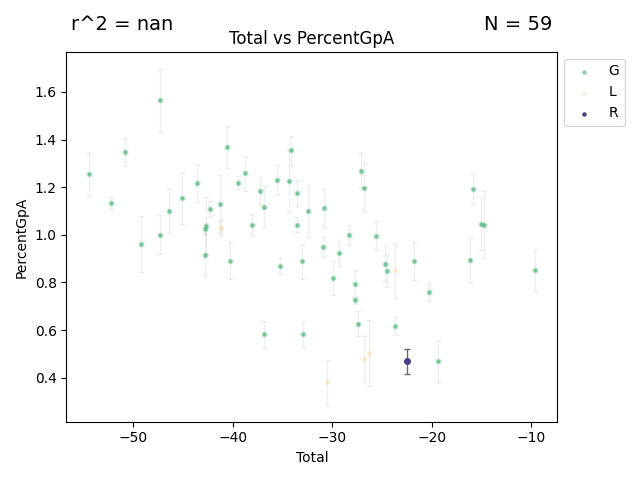 r^2 = nan
N = 59
Total vs PercentGpA
G
L
R
PercentGpA
1.6
1.4
1.2
1.0
0.8
0.6
0.4
−50
−40
−30
−20
−10
Total